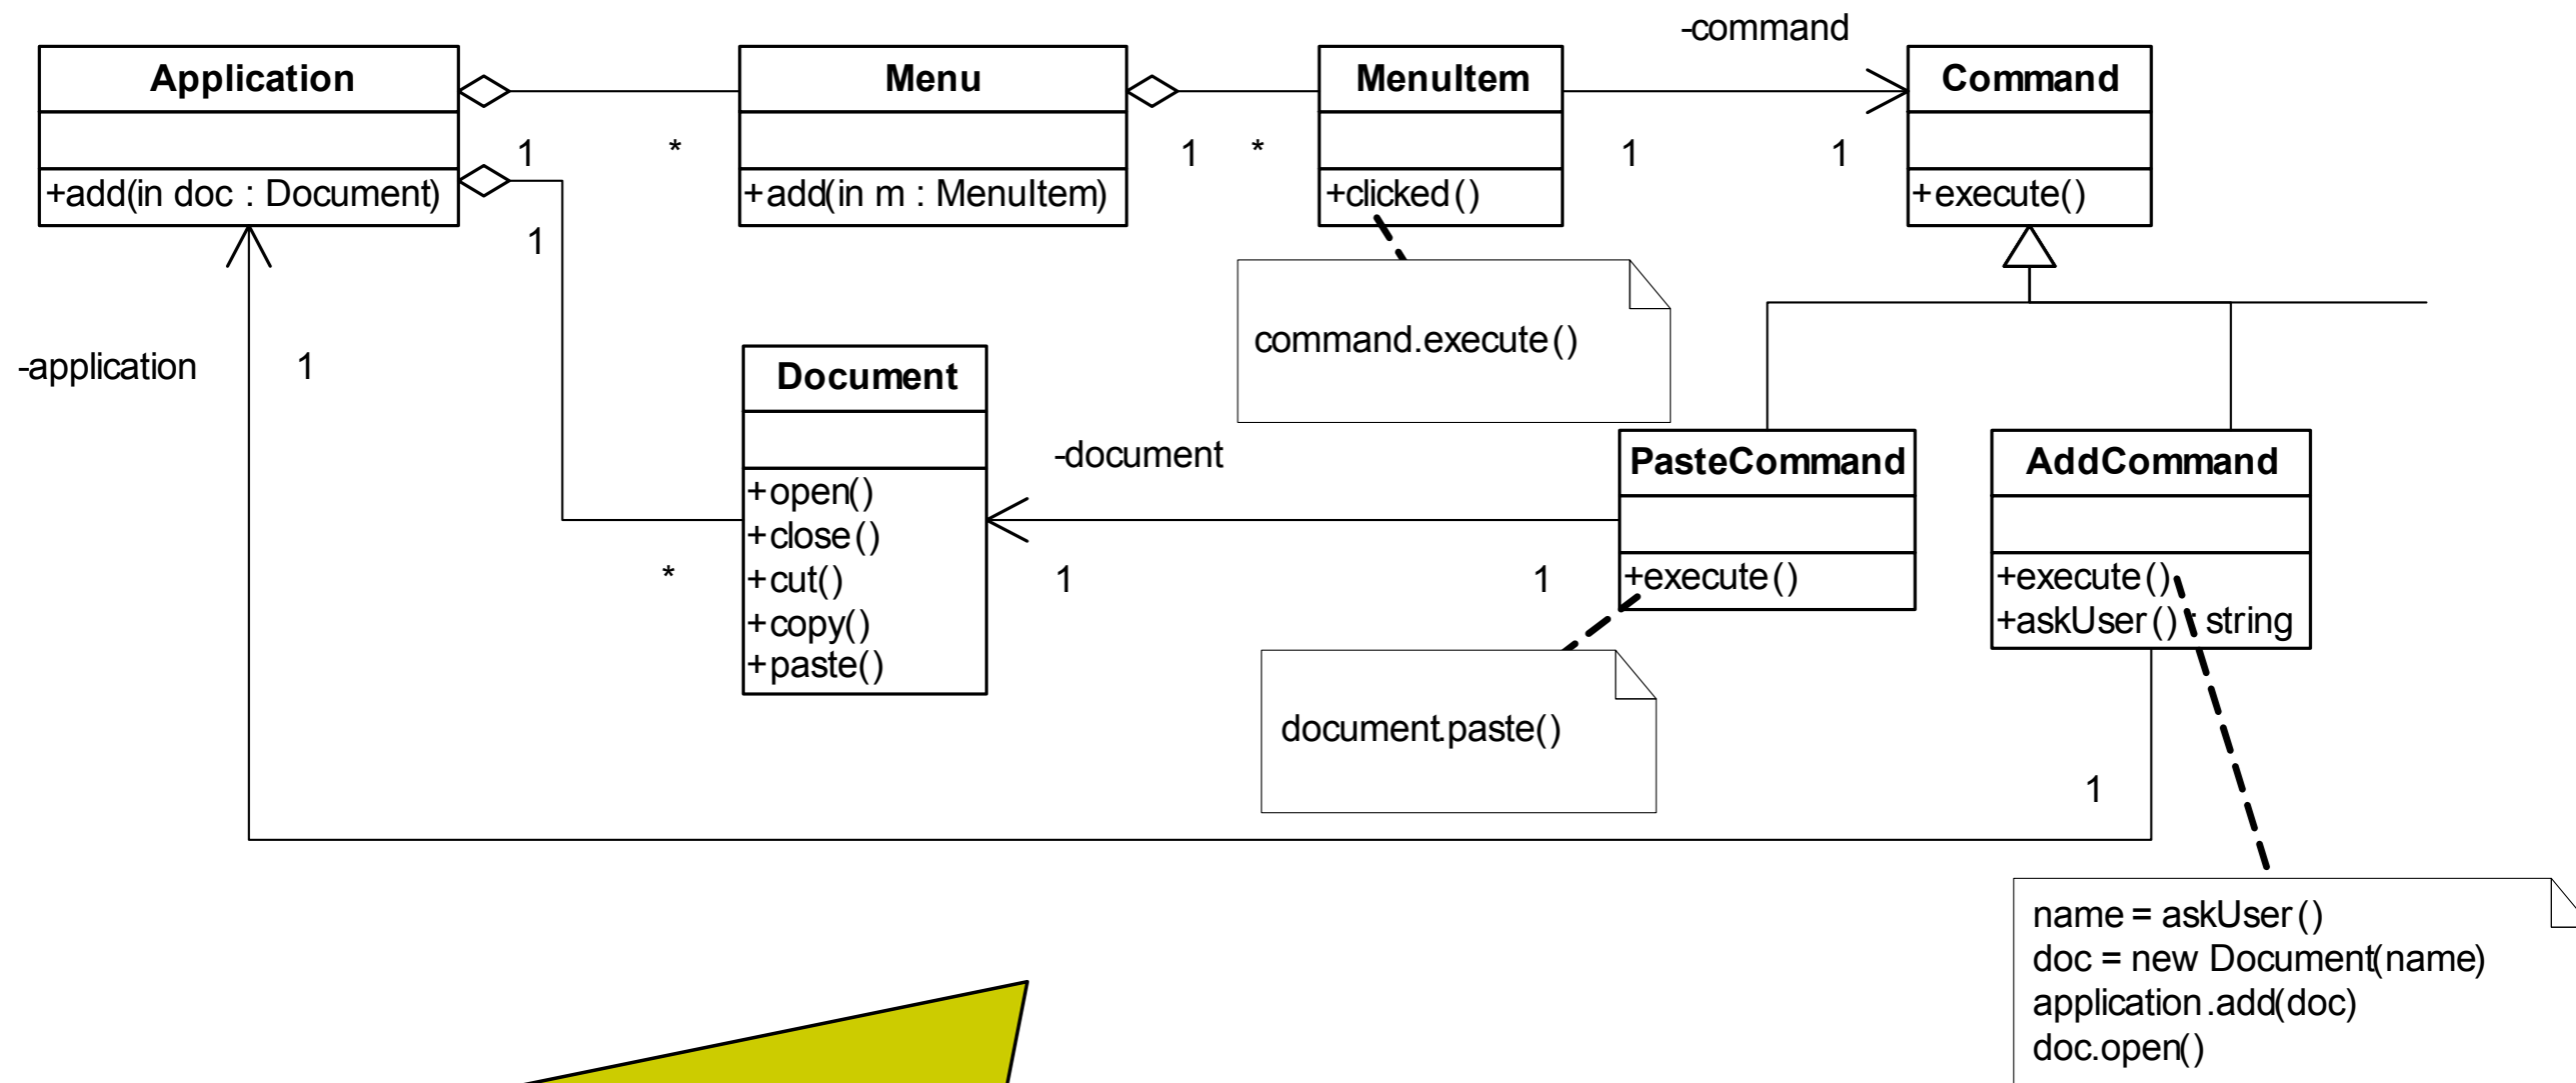 -command
Application
Menu
MenuItem
Command
1
*
1
*
1
1
+add(in doc : Document)
+add(in m : MenuItem)
+clicked()
+execute()
1
command.execute()
-application
1
Document
-document
PasteCommand
AddCommand
+open()
+close()
+cut()
+copy()
+paste()
*
1
1
+execute()
+execute()
+askUser() : string
document.paste()
1
name = askUser()
doc = new Document(name)
application.add(doc)
doc.open()